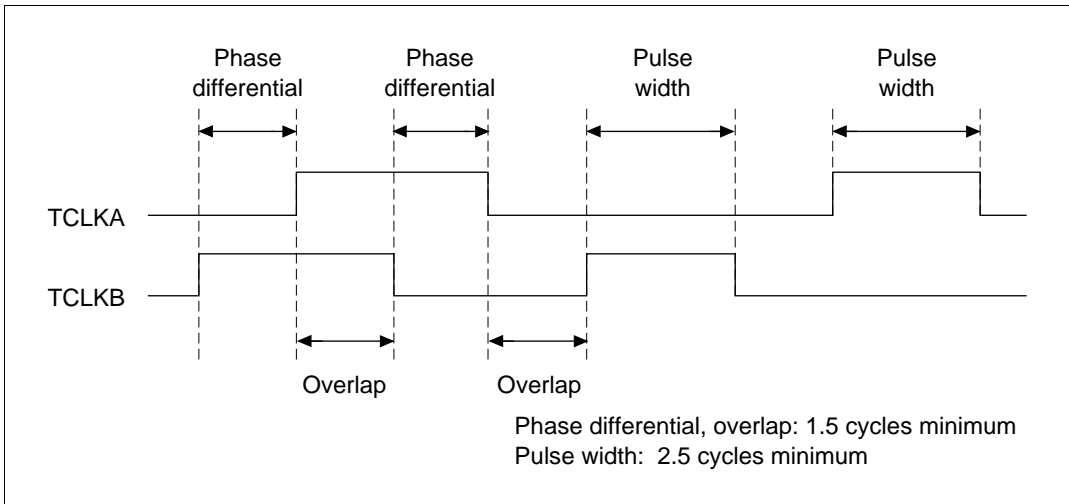 Phase
differential
Phase
differential
Pulse
width
Pulse
width
TCLKA
TCLKB
Overlap
Overlap
Phase differential, overlap: 1.5 cycles minimum
Pulse width:  2.5 cycles minimum